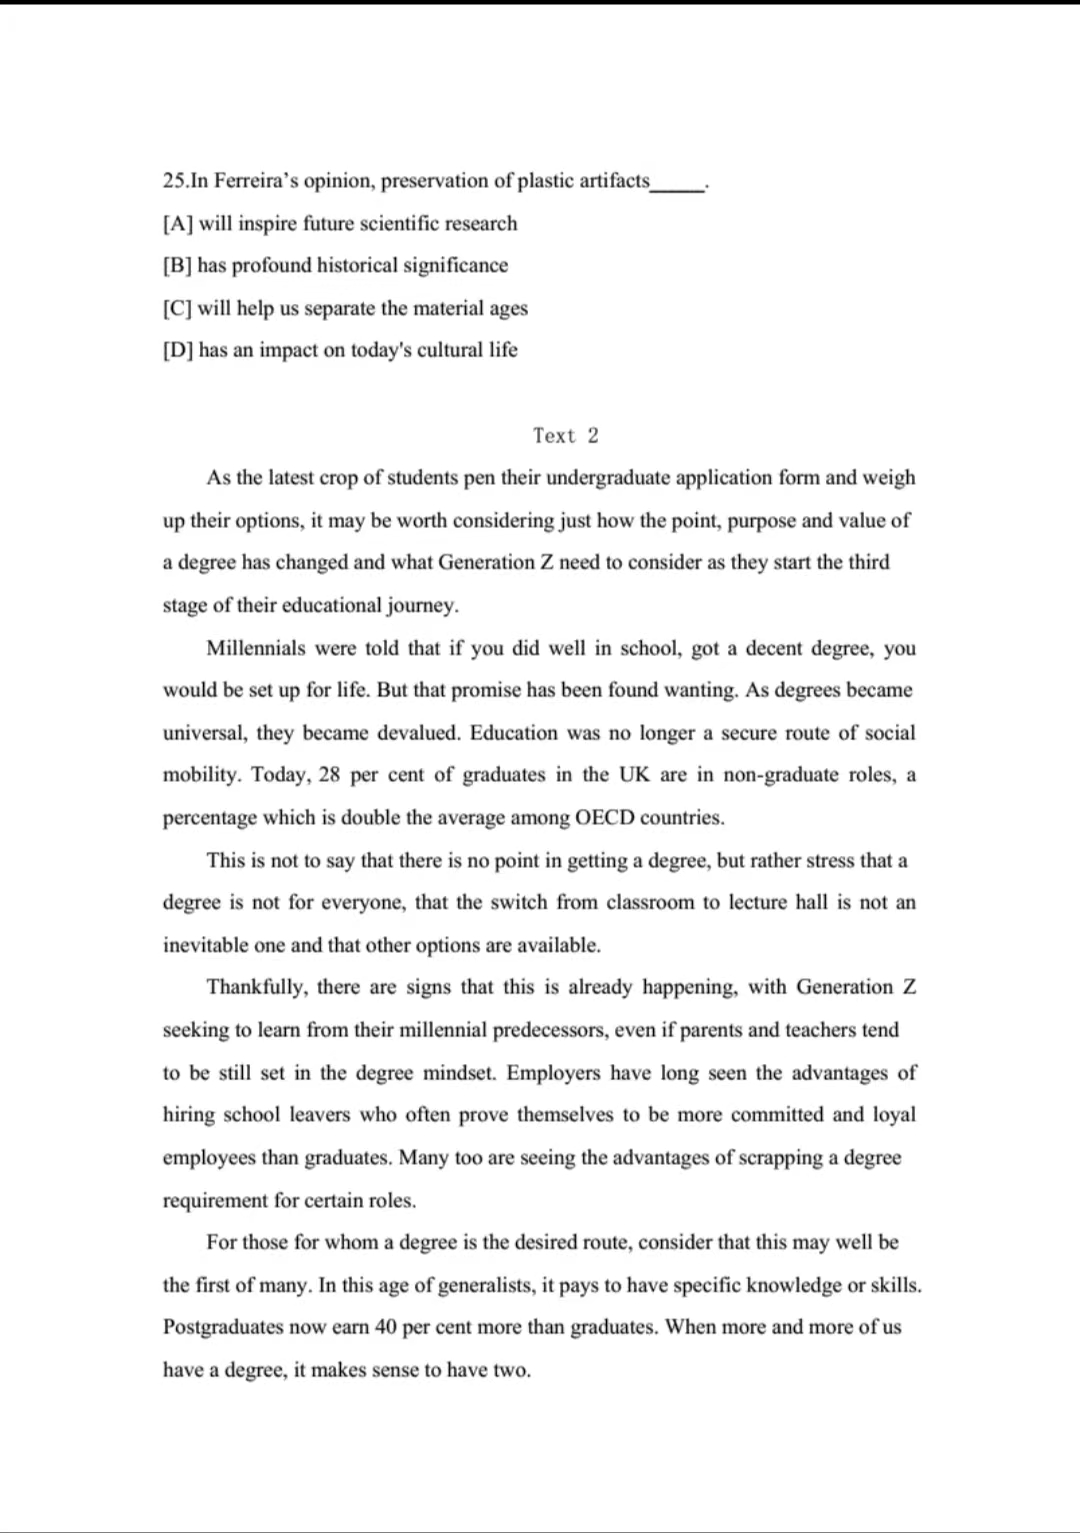 25.In Ferreira’s opinion, preservation of plastic artifacts_____.
[A] will inspire future scientific research
[B] has profound historical significance
[C] will help us separate the material ages
[D] has an impact on today's cultural life
Text 2
As the latest crop of students pen their undergraduate application form and weigh
up their options, it may be worth considering just how the point, purpose and value of
a degree has changed and what Generation Z need to consider as they start the third
stage of their educational journey.
Millennials were told that if you did well in school, got a decent degree, you
would be set up for life. But that promise has been found wanting. As degrees became
universal, they became devalued. Education was no longer a secure route of social
mobility. Today, 28 per cent of graduates in the UK are in non-graduate roles, a
percentage which is double the average among OECD countries.
This is not to say that there is no point in getting a degree, but rather stress that a
degree is not for everyone, that the switch from classroom to lecture hall is not an
inevitable one and that other options are available.
Thankfully, there are signs that this is already happening, with Generation Z
seeking to learn from their millennial predecessors, even if parents and teachers tend
to be still set in the degree mindset. Employers have long seen the advantages of
hiring school leavers who often prove themselves to be more committed and loyal
employees than graduates. Many too are seeing the advantages of scrapping a degree
requirement for certain roles.
For those for whom a degree is the desired route, consider that this may well be
the first of many. In this age of generalists, it pays to have specific knowledge or skills.
Postgraduates now earn 40 per cent more than graduates. When more and more of us
have a degree, it makes sense to have two.